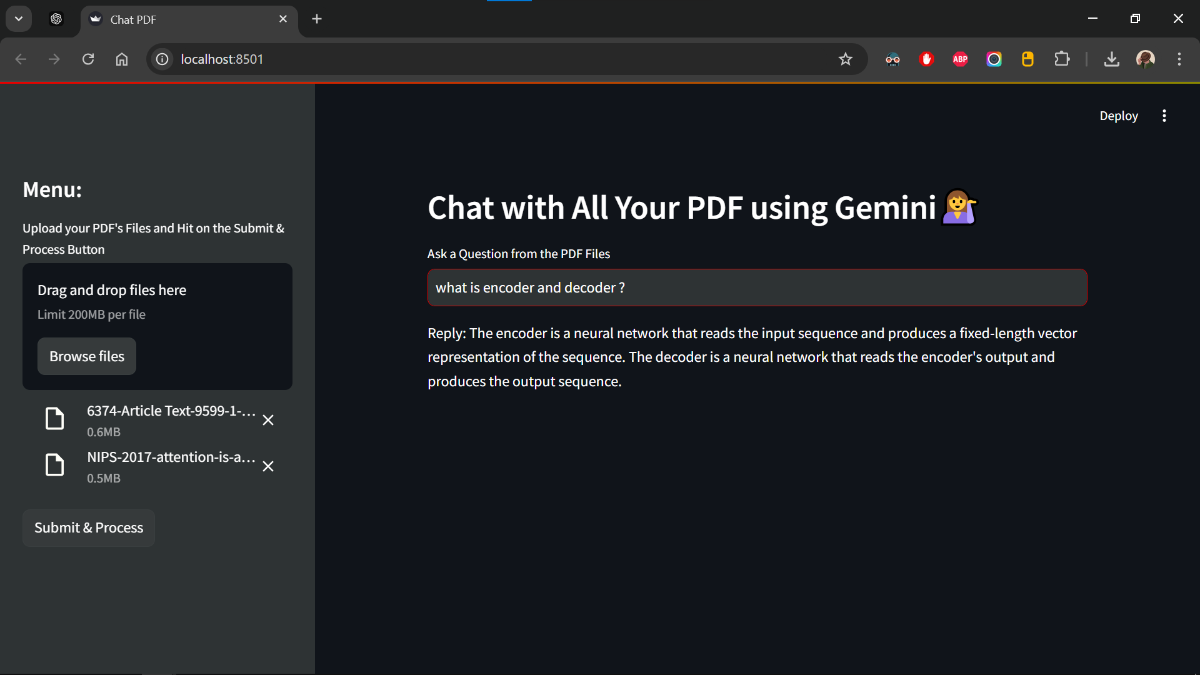 Chat PDF
localhost:8501
ABP
Deploy
Menu:
Upload your PDF's Files and Hit on the Submit &
Process Button
Drag and drop files here
Limit 200MB per file
Browse files
6374-Article Text-9599-1-...
0.6MB
NIPS-2017-attention-is-a...
0.5MB
Submit & Process
Chat with All Your PDF using Gemini
Ask a Question from the PDF Files
what is encoder and decoder ?
Reply: The encoder is a neural network that reads the input sequence and produces a fixed-length vector
representation of the sequence. The decoder is a neural network that reads the encoder's output and
produces the output sequence.